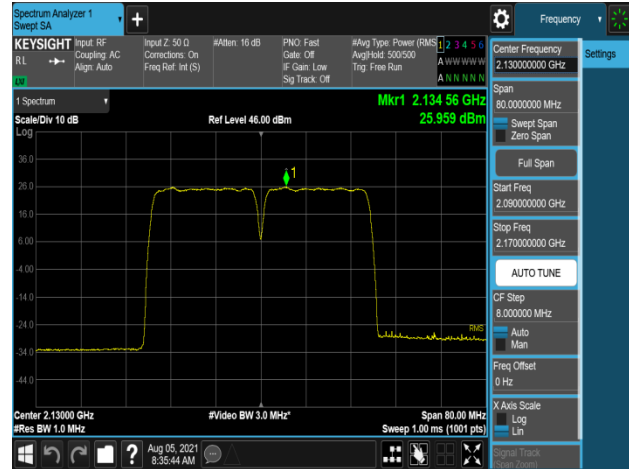 Spectrum Analyzer 1
Swept SA
+
Frequency
KEYSIGHT
RL
Input: RF
Coupling: AC
Align: Auto
Input Z: 50 Ω
Corrections: On
Freq Ref: Int (S)
#Atten: 16 dB
PNO: Fast
Gate: Off
IF Gain: Low
Sig Track: Off
#Avg Type: Power (RMS
Avg|Hold: 500/500
Trig: Free Run
1 2 3 4 5 6
A WW WW W
A N N N N N
LW
1 Spectrum
Scale/Div 10 dB
Log
Ref Level 46.00 dBm
Mkr1 2.134 56 GHz
25.959 dBm
36.0
26.0
16.0
6.00
-4.00
-14.0
-24.0
-34.0
-44.0
1
RMS
Center 2.13000 GHz
#Res BW 1.0 MHz
#Video BW 3.0 MHz*
Span 80.00 MHz
Sweep 1.00 ms (1001 pts)
?
Aug 05, 2021
8:35:44 AM
Center Frequency
2.130000000 GHz
Settings
Span
80.0000000 MHz
Swept Span
Zero Span
Full Span
Start Freq
2.090000000 GHz
Stop Freq
2.170000000 GHz
AUTO TUNE
CF Step
8.000000 MHz
Auto
Man
Freq Offset
0 Hz
X Axis Scale
Log
Lin
Signal Track
(Span Zoom)